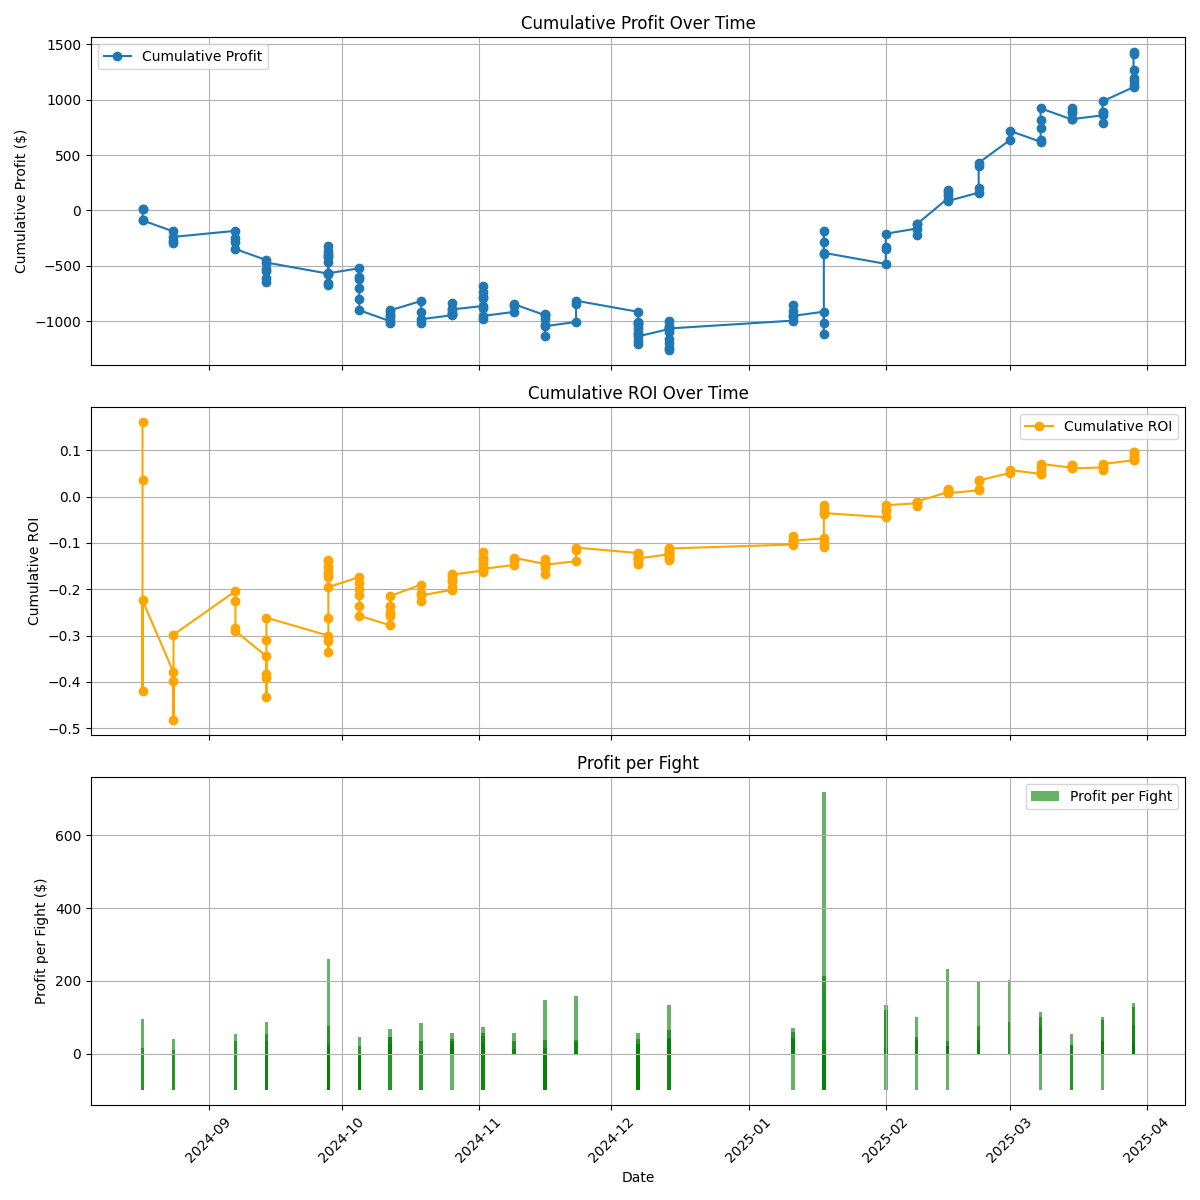 Cumulative Profit Over Time
Cumulative Profit
Cumulative Profit ($)
1500
1000
500
0
−500
−1000
Cumulative ROI Over Time
Cumulative ROI
Cumulative ROI
0.1
0.0
−0.1
−0.2
−0.3
−0.4
−0.5
Profit per Fight
Profit per Fight
Profit per Fight ($)
600
400
200
0
2024-09
2024-10
2024-11
2024-12
2025-01
2025-02
2025-03
2025-04
Date